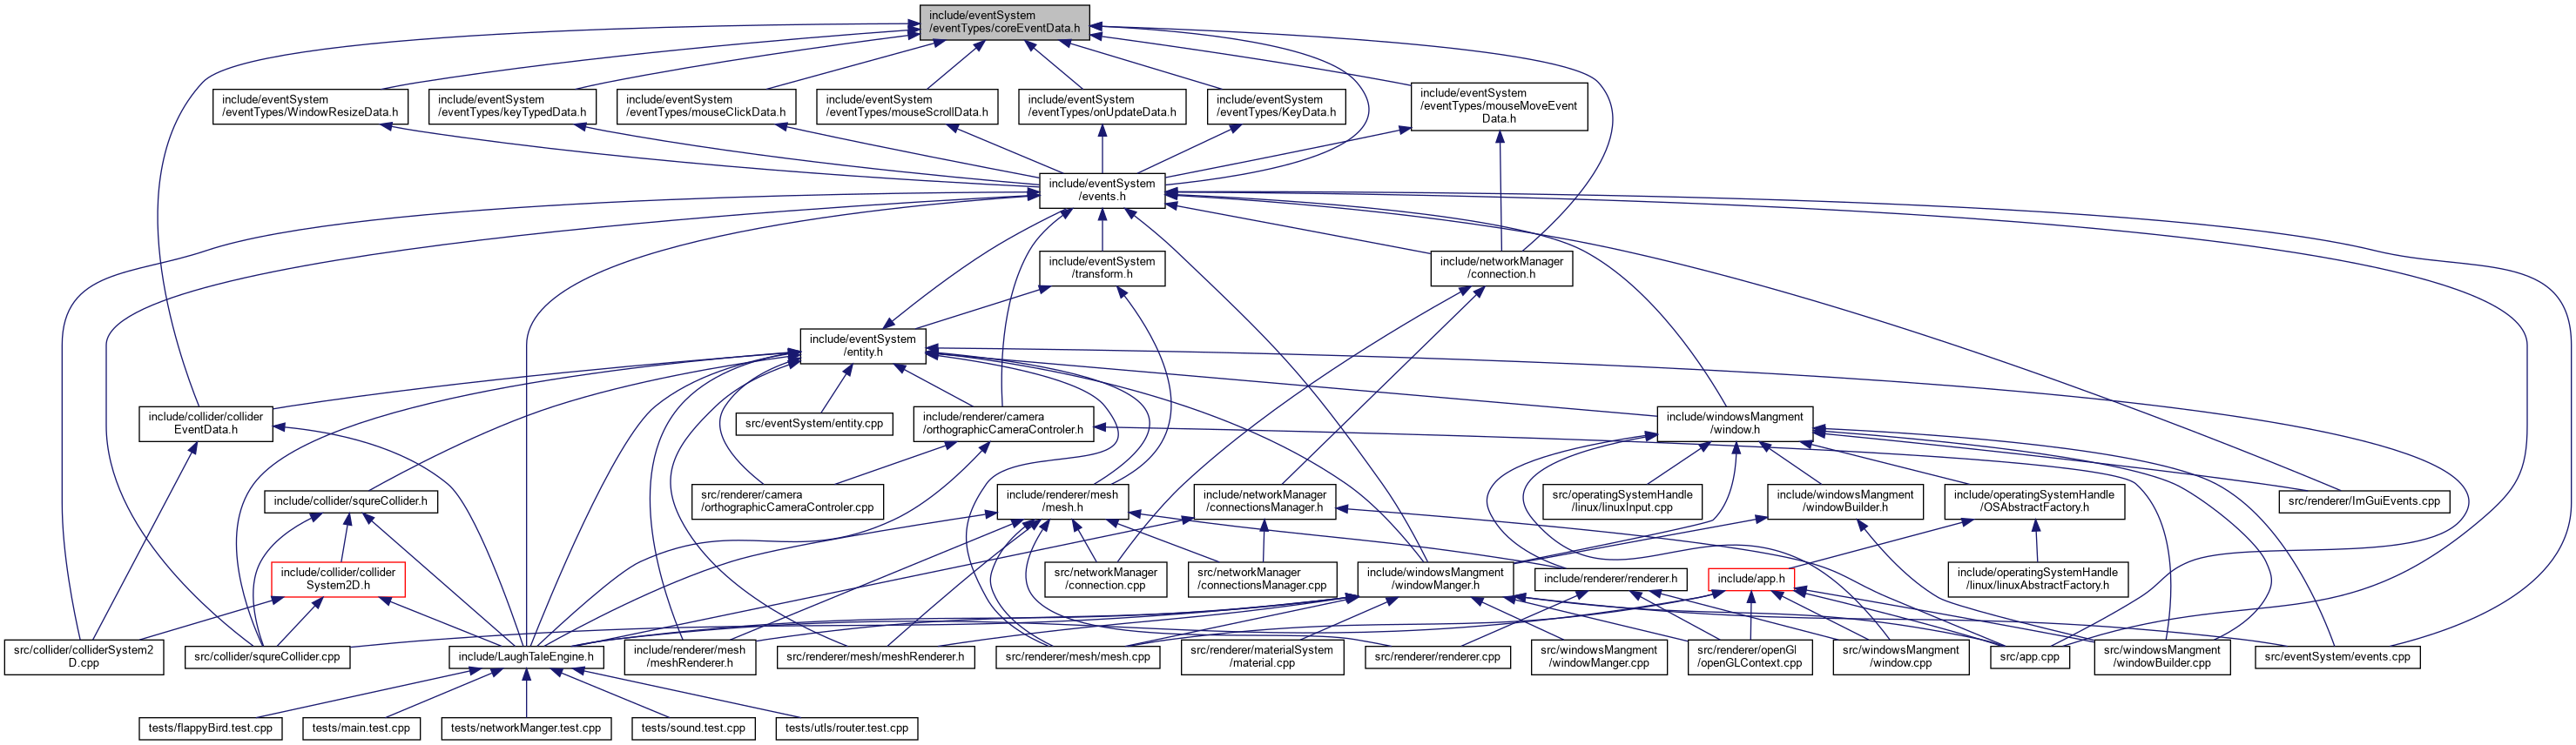 include/eventSystem
/eventTypes/coreEventData.h
include/eventSystem
/eventTypes/WindowResizeData.h
include/eventSystem
/eventTypes/keyTypedData.h
include/eventSystem
/eventTypes/mouseClickData.h
include/eventSystem
/eventTypes/mouseScrollData.h
include/eventSystem
/eventTypes/onUpdateData.h
include/eventSystem
/eventTypes/KeyData.h
include/eventSystem
/eventTypes/mouseMoveEvent
Data.h
include/eventSystem
/events.h
include/eventSystem
/transform.h
include/networkManager
/connection.h
include/eventSystem
/entity.h
include/collider/collider
EventData.h
src/eventSystem/entity.cpp
include/renderer/camera
/orthographicCameraControler.h
include/windowsMangment
/window.h
include/collider/squreCollider.h
src/renderer/camera
/orthographicCameraControler.cpp
include/renderer/mesh
/mesh.h
include/networkManager
/connectionsManager.h
src/operatingSystemHandle
/linux/linuxInput.cpp
include/windowsMangment
/windowBuilder.h
include/operatingSystemHandle
/OSAbstractFactory.h
src/renderer/ImGuiEvents.cpp
include/collider/collider
System2D.h
src/networkManager
/connection.cpp
src/networkManager
/connectionsManager.cpp
include/windowsMangment
/windowManger.h
include/renderer/renderer.h
include/app.h
include/operatingSystemHandle
/linux/linuxAbstractFactory.h
src/collider/colliderSystem2
D.cpp
src/collider/squreCollider.cpp
include/LaughTaleEngine.h
include/renderer/mesh
/meshRenderer.h
src/renderer/mesh/meshRenderer.h
src/renderer/mesh/mesh.cpp
src/renderer/materialSystem
/material.cpp
src/renderer/renderer.cpp
src/windowsMangment
/windowManger.cpp
src/renderer/openGl
/openGLContext.cpp
src/windowsMangment
/window.cpp
src/app.cpp
src/windowsMangment
/windowBuilder.cpp
src/eventSystem/events.cpp
tests/flappyBird.test.cpp
tests/main.test.cpp
tests/networkManger.test.cpp
tests/sound.test.cpp
tests/utls/router.test.cpp